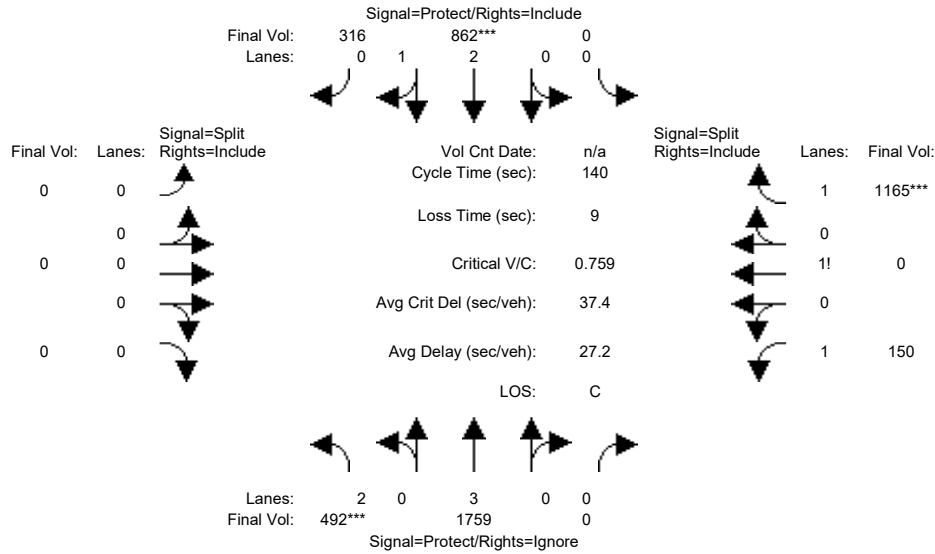 Signal=Protect/Rights=Include
Final Vol: 316 862*** 0
Lanes: 0 1 2 0 0
Signal=Split Signal=Split
Final Vol: Lanes: Rights=Include Vol Cnt Date: n/a Rights=Include Lanes: Final Vol:
Cycle Time (sec): 140
0 0 1 1165***
Loss Time (sec): 9
0 0
0 0 Critical V/C: 0.759 1! 0
0 Avg Crit Del (sec/veh): 37.4 0
0 0 Avg Delay (sec/veh): 27.2 1 150
LOS: C
Lanes: 2 0 3 0 0
Final Vol: 492*** 1759 0
Signal=Protect/Rights=Ignore